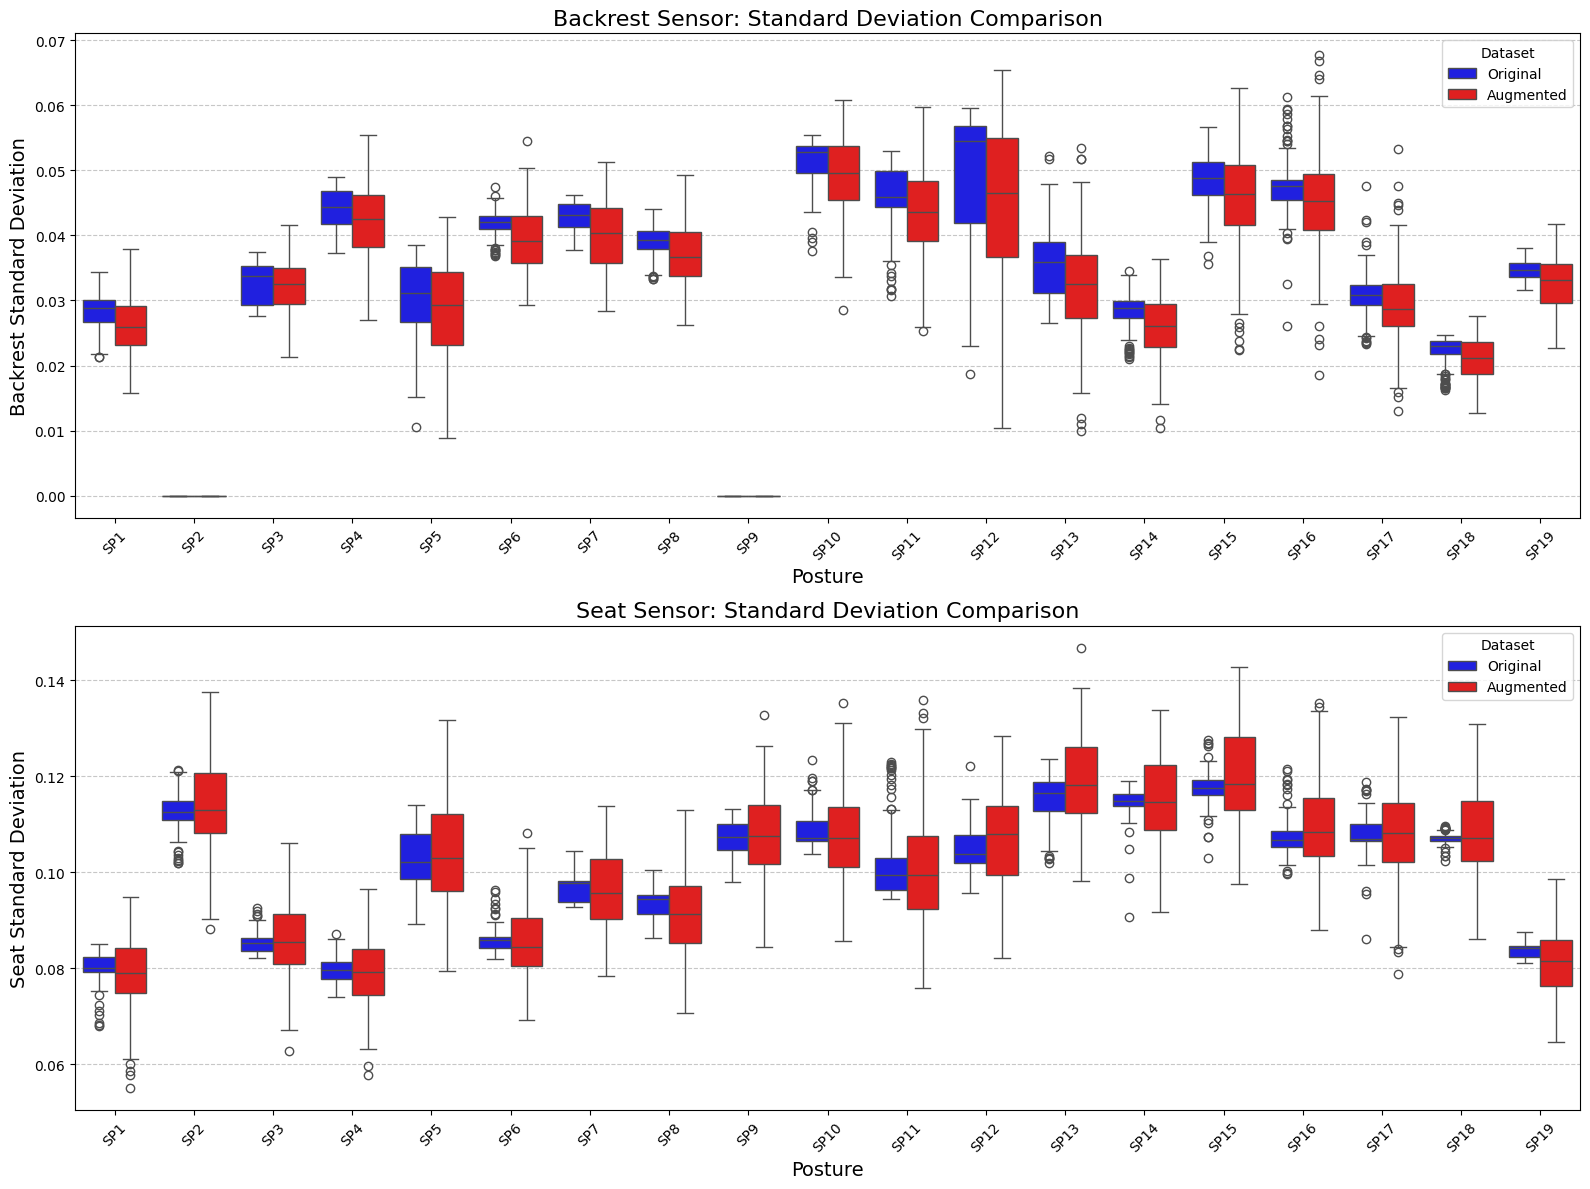 Backrest Sensor: Standard Deviation Comparison
Backrest Standard Deviation
0.07
0.06
0.05
0.04
0.03
0.02
0.01
0.00
Dataset
Original
Augmented
SP1 SP2 SP3 SP4 SP5 SP6 SP7 SP8 SP9 SP10 SP11 SP12 SP13 SP14 SP15 SP16 SP17 SP18 SP19
Posture
Seat Sensor: Standard Deviation Comparison
Seat Standard Deviation
0.14
0.12
0.10
0.08
0.06
Dataset
Original
Augmented
SP1 SP2 SP3 SP4 SP5 SP6 SP7 SP8 SP9 SP10 SP11 SP12 SP13 SP14 SP15 SP16 SP17 SP18 SP19
Posture